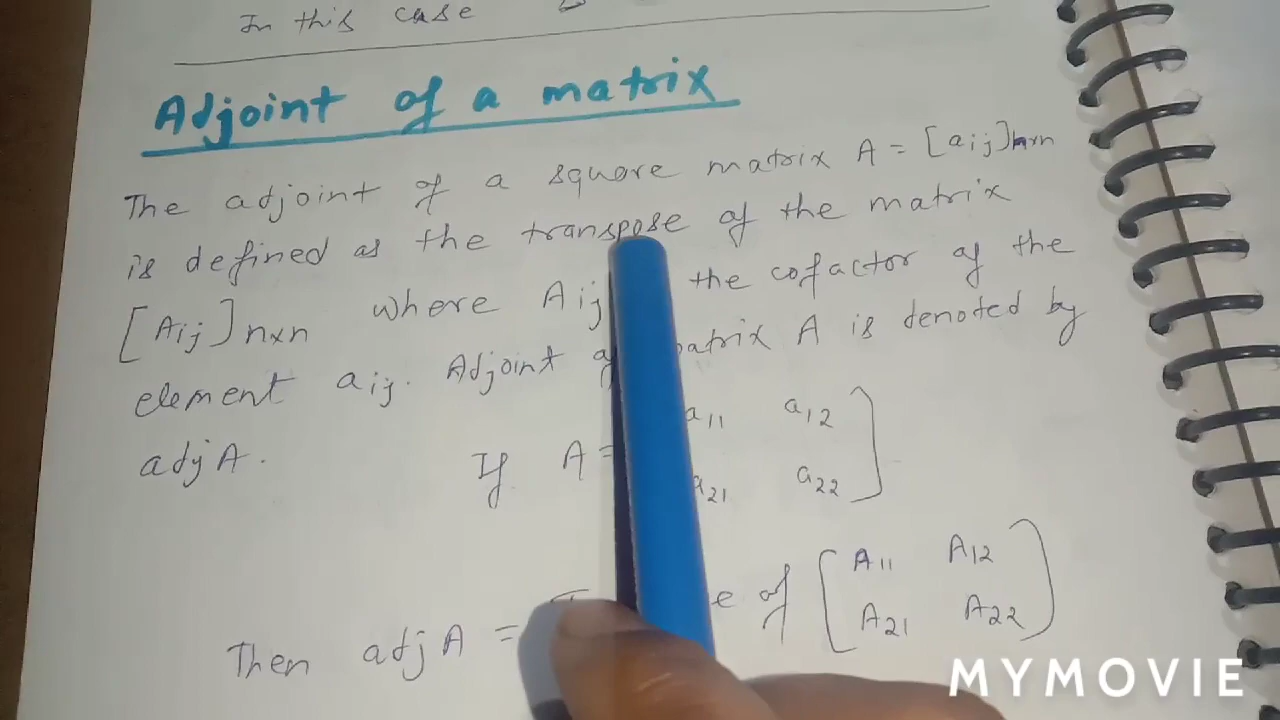 In this case
Adjoint of a matrix
The adjoint of a square matrix A = [aij]n×n
is defined as the transpose of the matrix
[Aij]n×n where Aij the cofactor of the
element aij. Adjoint of matrix A is denoted by
adjA. If A = a11 a12
a21 a22
Then adjA = of [A11 A12
A21 A22]
MYMOVIE